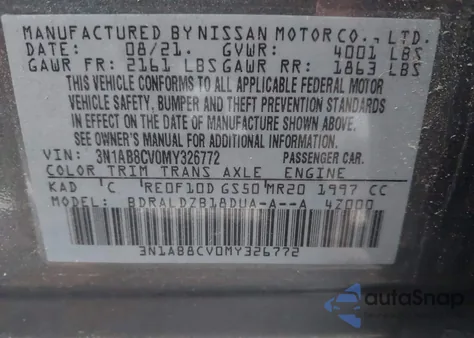 MANUFACTURED BY NISSAN MOTOR CO., LTD.
DATE: 08/21. GVWR: 4001 LBS
GAWR FR: 2161 LBS GAWR RR: 1863 LBS
THIS VEHICLE CONFORMS TO ALL APPLICABLE FEDERAL MOTOR
VEHICLE SAFETY, BUMPER AND THEFT PREVENTION STANDARDS
IN EFFECT ON THE DATE OF MANUFACTURE SHOWN ABOVE.
SEE OWNER'S MANUAL FOR ADDITIONAL INFORMATION.
VIN: 3N1AB8CV0MY326772 PASSENGER CAR.
COLOR TRIM TRANS AXLE ENGINE
KAD C RE0F10D GS50 MR20 1997 CC
MODEL: BDRALDZB18DUA-A--A 4Z000
3N1AB8CV0MY326772
autoSnap